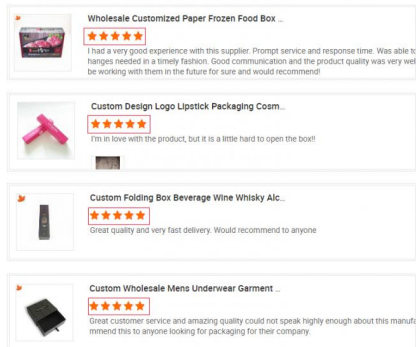 Wholesale Customized Paper Frozen Food Box ...
I had a very good experience with this supplier. Prompt service and response time. Was able to
hanges needed in a timely fashion. Good communication and the product quality was very wel
be working with them in the future for sure and would recommend!
Custom Design Logo Lipstick Packaging Cosm...
I'm in love with the product, but it is a little hard to open the box!!
Custom Folding Box Beverage Wine Whisky Alc...
Great quality and very fast delivery. Would recommend to anyone
Custom Wholesale Mens Underwear Garment ...
Great customer service and amazing quality could not speak highly enough about this manufa
mmend this to anyone looking for packaging for their company.